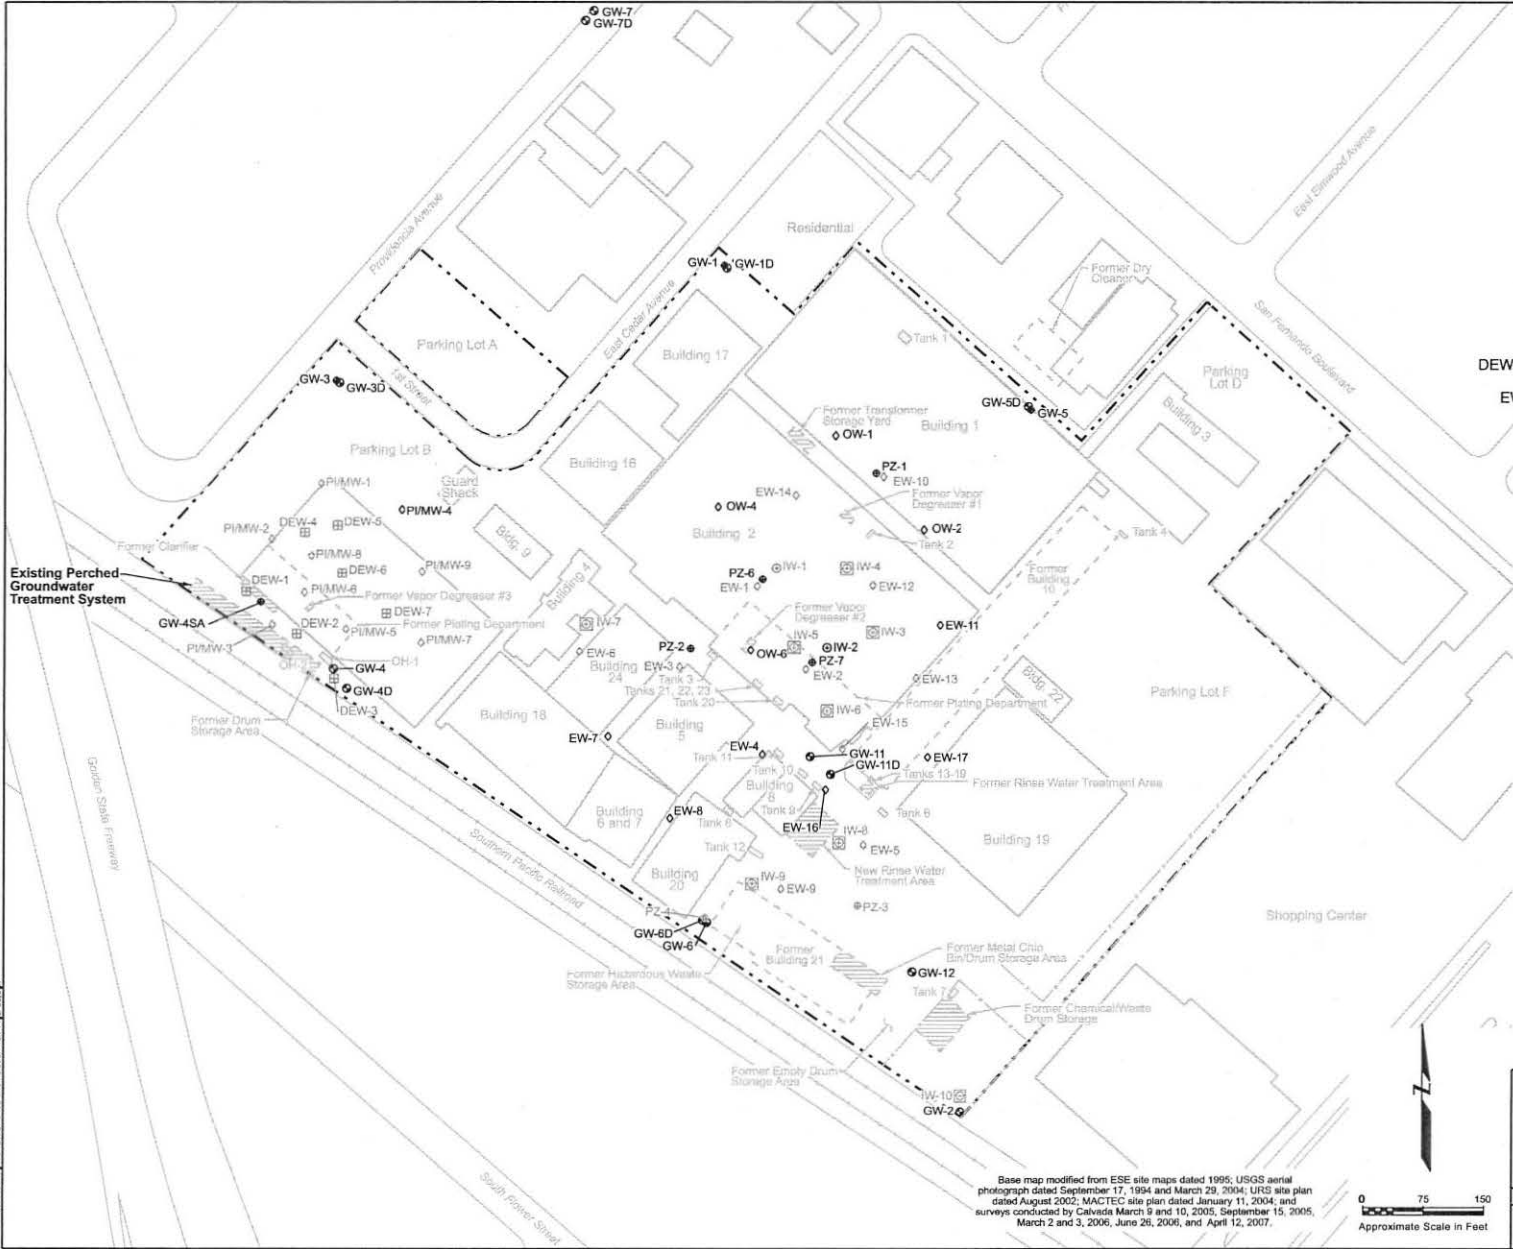 GW-7
GW-7D
Providencia Avenue
East Elmwood Avenue
Residential
GW-1
GW-1D
Former Dry
Cleaner
San Fernando Boulevard
East Cedar Avenue
Parking Lot A
Building 17
Tank 1
Parking
Lot D
DEW
GW-3
GW-3D
1st Street
GW-5D
GW-5
Building 3
Former Transformer
Storage Yard
Building 1
OW-1
Parking Lot B
Building 16
PZ-1
EW-10
PI/MW-1
Guard
Shack
EW-14
Former Vapor
Degreaser #1
PI/MW-4
OW-4
PI/MW-2
DEW-4
DEW-5
Building 2
OW-2
Tank 2
Tank 4
Former Clarifier
PI/MW-8
Bldg. 9
Existing Perched
Groundwater
Treatment System
DEW-6
PI/MW-9
Building 4
PZ-6
IW-1
IW-4
Former
Building 10
DEW-1
PI/MW-6
Former Vapor Degreaser #3
EW-1
EW-12
GW-4SA
DEW-7
Former Vapor
Degreaser #2
DEW-2
PI/MW-5
Former Plating Department
IW-7
EW-11
PI/MW-3
PI/MW-7
IW-5
IW-3
PZ-2
OW-6
IW-2
EW-6
Building
24
EW-3
PZ-7
EW-2
OH-2
OH-1
GW-4
Tank 3
Tanks 21, 22, 23
Tank 20
EW-13
Bldg. 22
Parking Lot F
GW-4D
DEW-3
Former Plating Department
Former Drum
Storage Area
Building 18
IW-6
Building
5
EW-15
EW-7
EW-4
GW-11
EW-17
Tank 11
Tank 10
GW-11D
Tanks 13-19
Former Rinse Water Treatment Area
Golden State Freeway
Building
8
Building
6 and 7
EW-8
Tank 9
Tank 6
EW-16
IW-8
EW-5
Building 19
Southern Pacific Railroad
Tank 12
Building
20
IW-9
EW-9
New Rinse Water
Treatment Area
PZ-3
PZ-4
GW-6D
GW-6
Shopping Center
Former
Building 21
Former Metal Chip
Bin/Drum Storage Area
Former Hazardous Waste
Storage Area
GW-12
Tank 7
Former Chemical/Waste
Drum Storage
Former Empty Drum
Storage Area
IW-10
GW-2
South Flower Street
Z
Base map modified from ESE site maps dated 1995; USGS aerial
photograph dated September 17, 1994 and March 29, 2004; URS site plan
dated August 2002; MACTEC site plan dated January 11, 2004; and
surveys conducted by Calvada March 9 and 10, 2005, September 15, 2005,
March 2 and 3, 2006, June 26, 2006, and April 12, 2007.
0 75 150
Approximate Scale in Feet